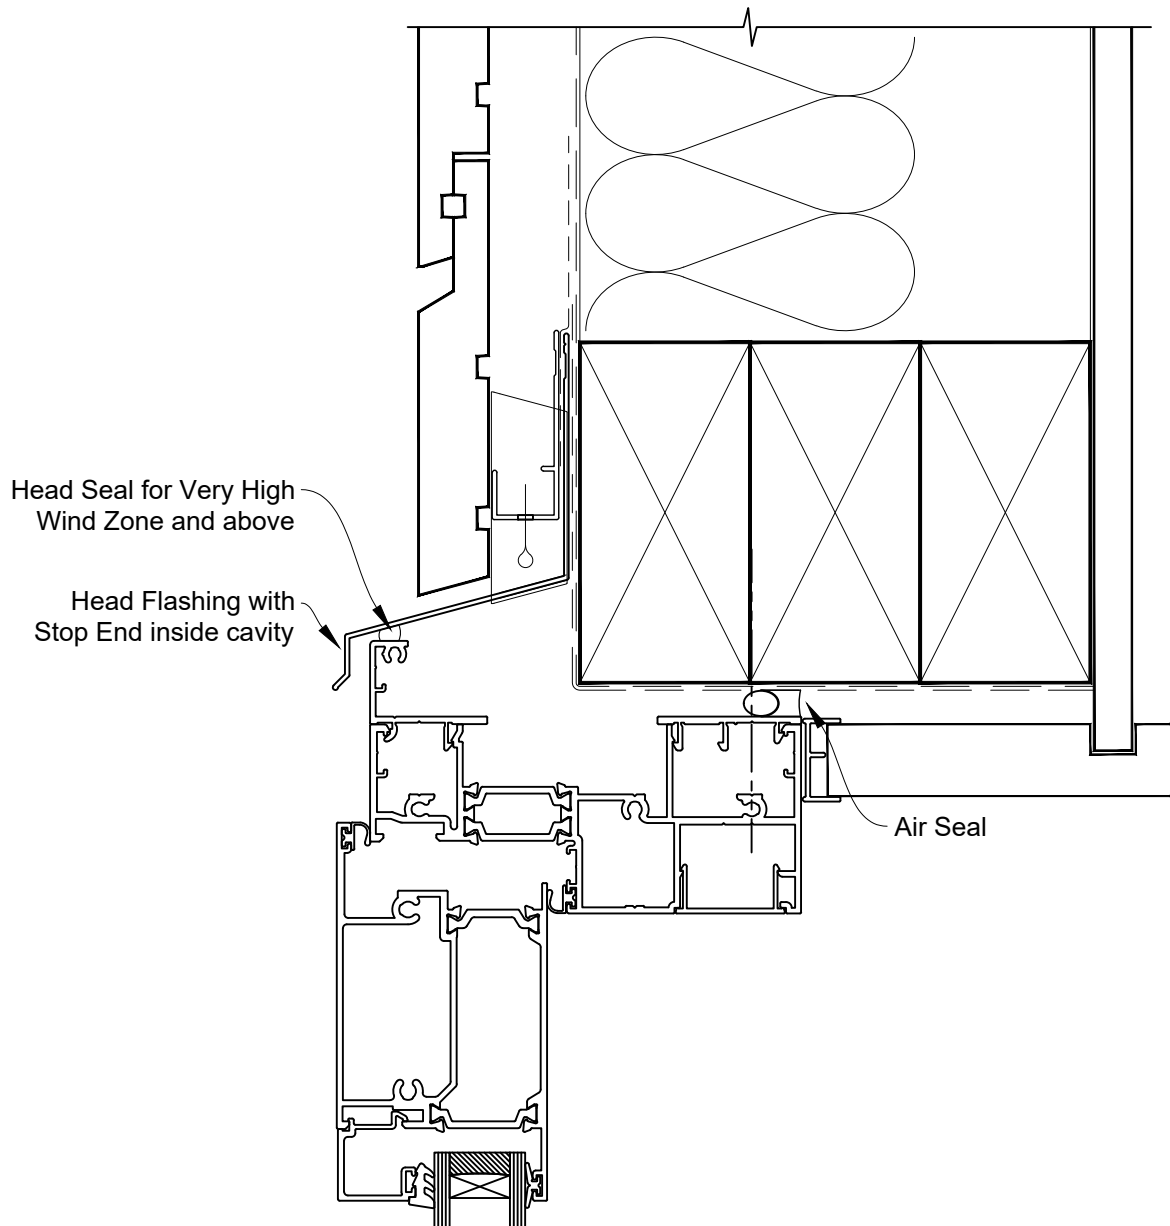 Head Seal for Very High
Wind Zone and above
Head Flashing with
Stop End inside cavity
Air Seal